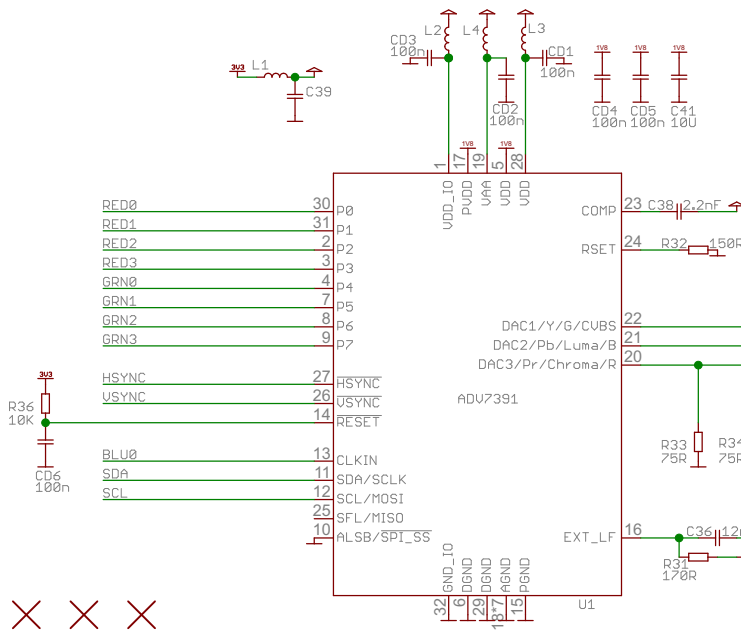 L2 L4 L3
CD3
100n
CD1
100n
1V8 1V8 1V8
3V3 L1
C39
CD2
100n
CD4 CD5 C41
100n 100n 10U
1V8 1V8
1 17 19 5 28
VDD_IO PVDD VAA VDD VDD
RED0 30 P0
RED1 31 P1
RED2 2 P2
RED3 3 P3
GRN0 4 P4
GRN1 7 P5
GRN2 8 P6
GRN3 9 P7
COMP 23 C38 2.2nF
RSET 24 R32 150R
DAC1/Y/G/CVBS 22
DAC2/Pb/Luma/B 21
DAC3/Pr/Chroma/R 20
3V3
HSYNC 27 HSYNC
VSYNC 26 VSYNC
R36
10K
14 RESET
ADV7391
BLU0 13 CLKIN
SDA 11 SDA/SCLK
SCL 12 SCL/MOSI
25 SFL/MISO
10 ALSB/SPI_SS
CD6
100n
R33 R34
75R 75R
EXT_LF 16 C36 12n
R31
170R
GND_IO DGND DGND AGND PGND
32 6 29 18*7 15
U1